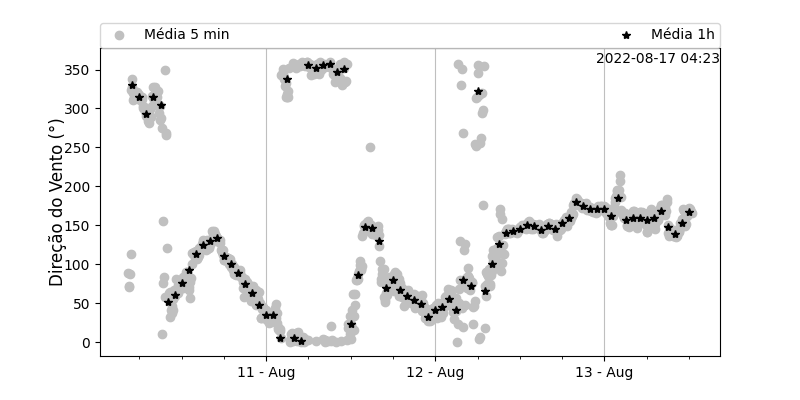 Média 5 min
Média 1h
2022-08-17 04:23
350
300
250
200
150
100
50
0
Direção do Vento (°)
11 - Aug
12 - Aug
13 - Aug